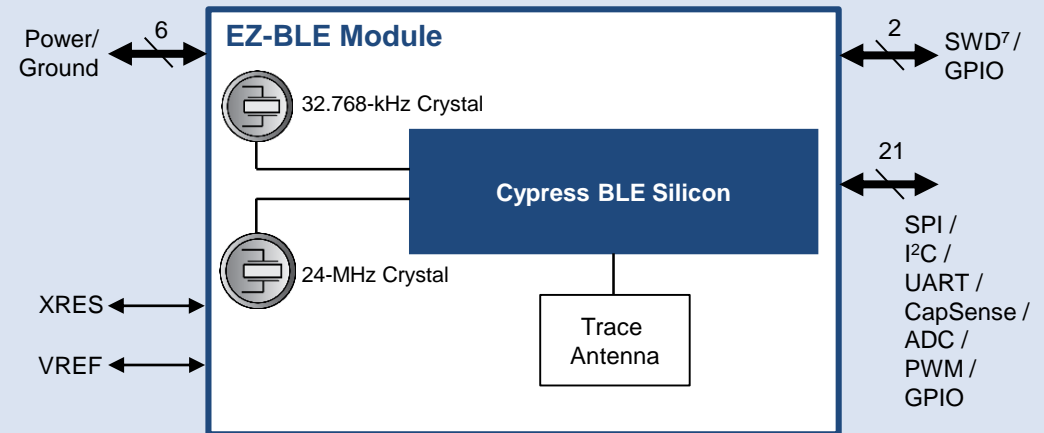 EZ-BLE Module
Power/
Ground
6
32.768-kHz Crystal
24-MHz Crystal
Cypress BLE Silicon
Trace
Antenna
XRES
VREF
2
SWD⁷ /
GPIO
21
SPI /
I²C /
UART /
CapSense /
ADC /
PWM /
GPIO